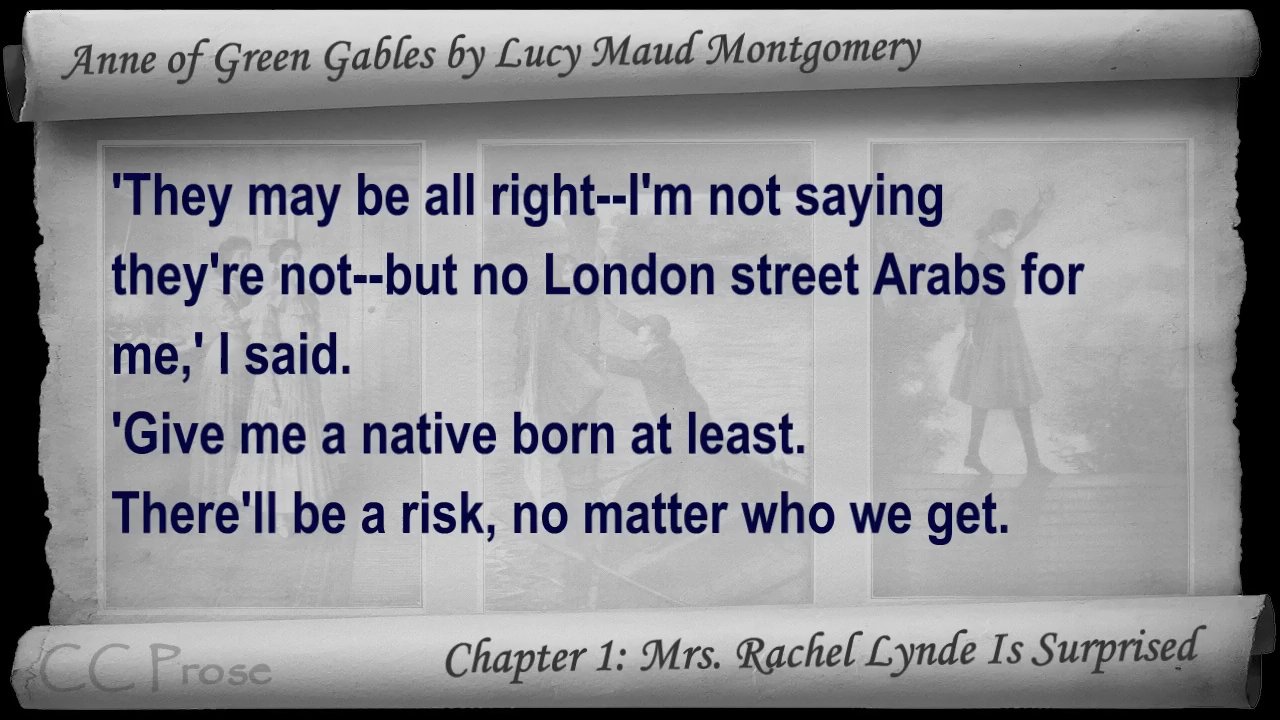 Anne of Green Gables by Lucy Maud Montgomery
'They may be all right--I'm not saying
they're not--but no London street Arabs for
me,' I said.
'Give me a native born at least.
There'll be a risk, no matter who we get.
CC Prose
Chapter 1: Mrs. Rachel Lynde Is Surprised